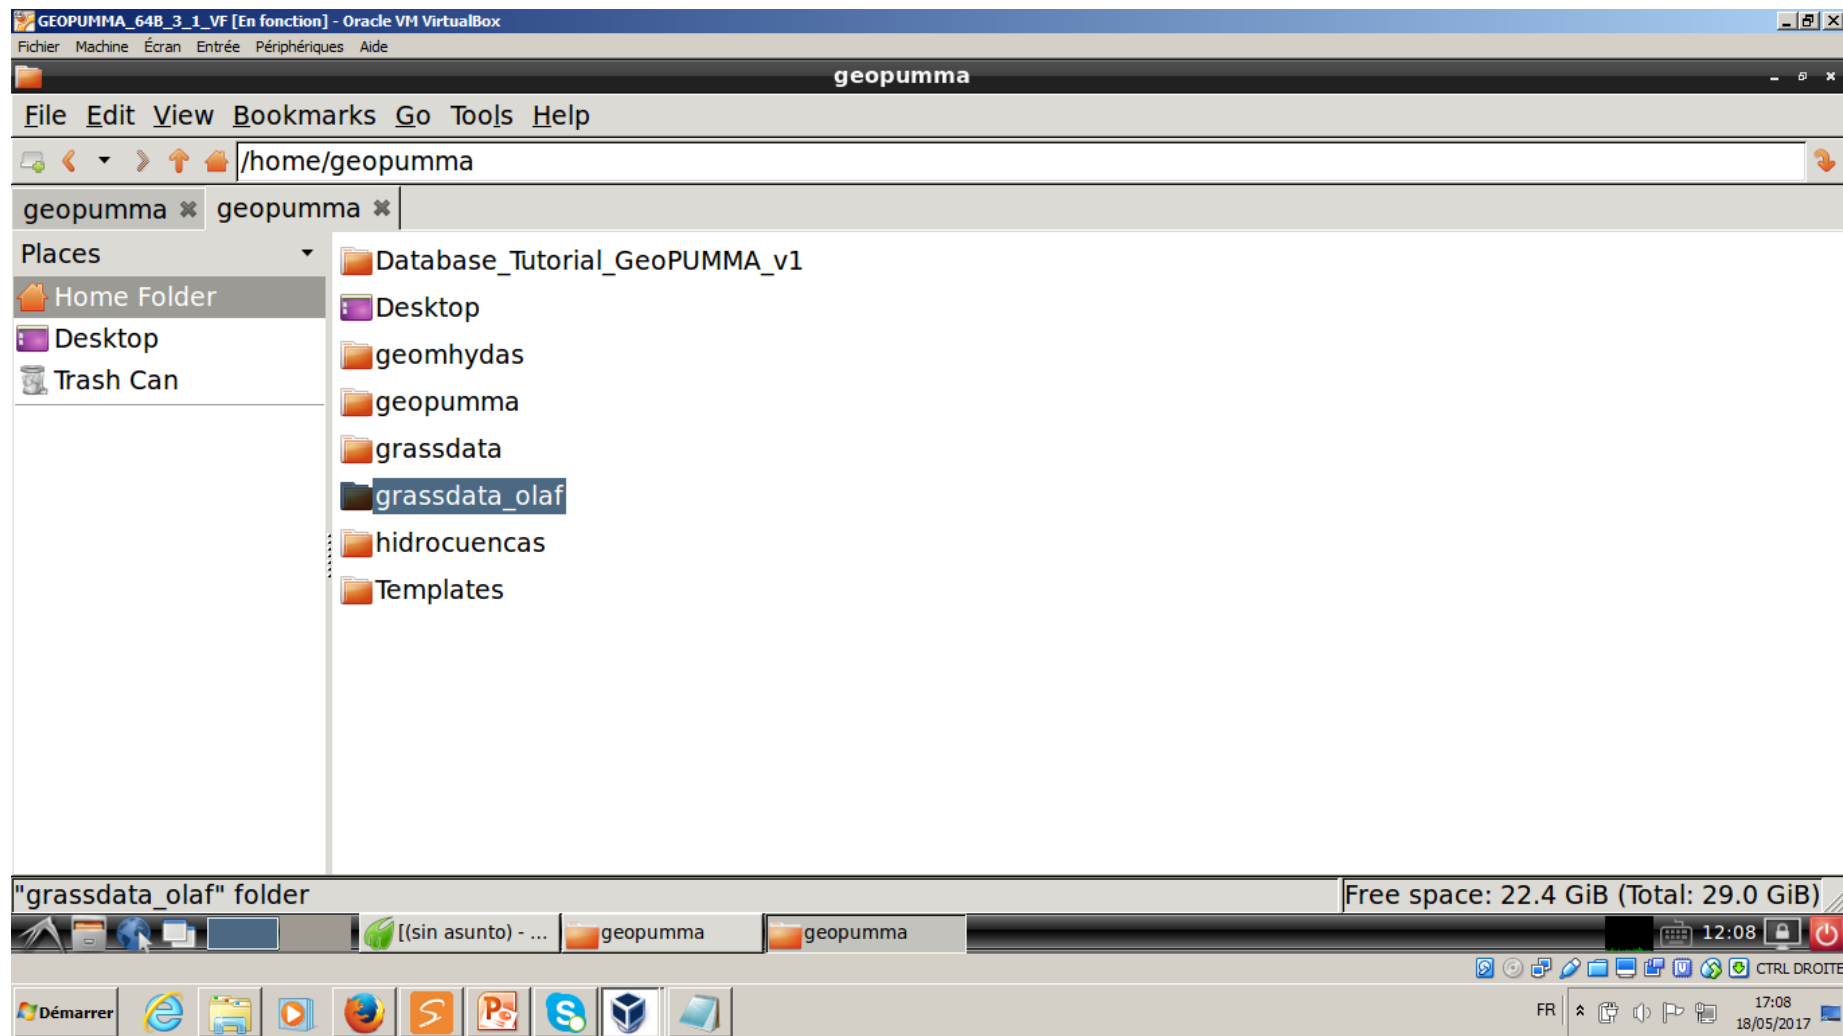 GEOPUMMA_64B_3_1_VF [En fonction] - Oracle VM VirtualBox
Fichier Machine Écran Entrée Périphériques Aide
geopumma
File Edit View Bookmarks Go Tools Help
/home/geopumma
geopumma geopumma
Places
Home Folder
Desktop
Trash Can
Database_Tutorial_GeoPUMMA_v1
Desktop
geomhydas
geopumma
grassdata
grassdata_olaf
hidrocuencas
Templates
"grassdata_olaf" folder Free space: 22.4 GiB (Total: 29.0 GiB)
[(sin asunto) - ... geopumma geopumma 12:08
CTRL DROITE
Démarrer FR 17:08
18/05/2017